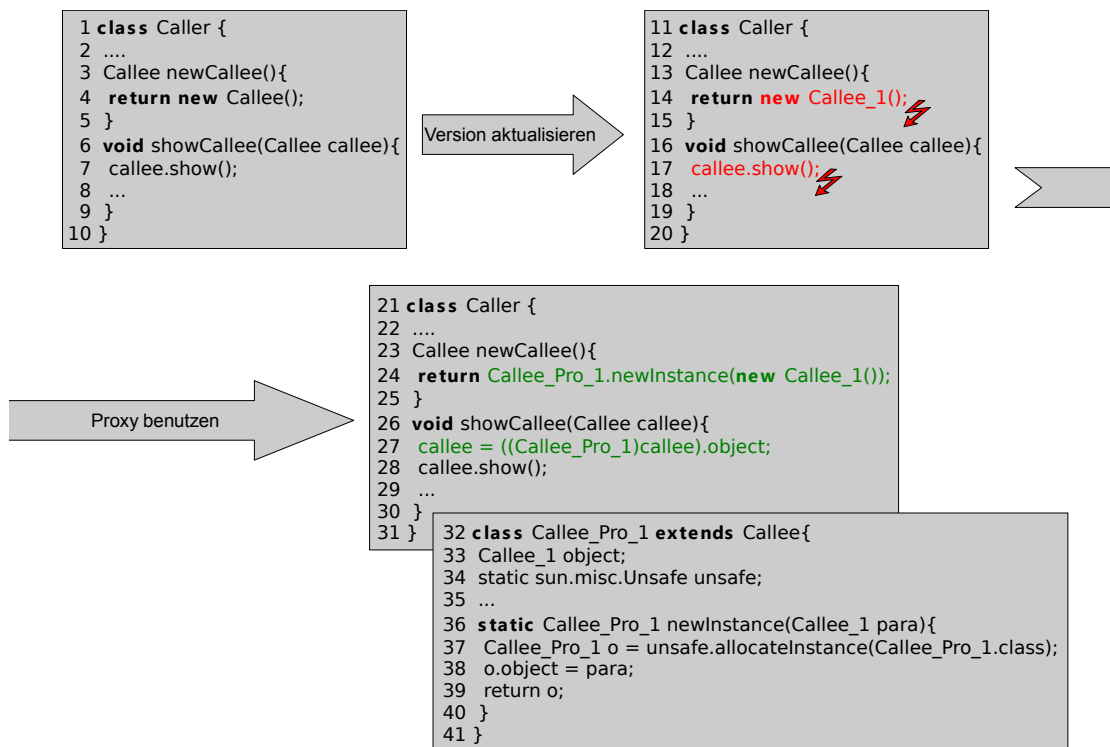 1 class Caller {
2 ....
3 Callee newCallee(){
4 return new Callee();
5 }
6 void showCallee(Callee callee){
7 callee.show();
8 ...
9 }
10 }
Version aktualisieren
11 class Caller {
12 ....
13 Callee newCallee(){
14 return new Callee_1();
15 }
16 void showCallee(Callee callee){
17 callee.show();
18 ...
19 }
20 }
Proxy benutzen
21 class Caller {
22 ....
23 Callee newCallee(){
24 return Callee_Pro_1.newInstance(new Callee_1());
25 }
26 void showCallee(Callee callee){
27 callee = ((Callee_Pro_1)callee).object;
28 callee.show();
29 ...
30 }
31 }
32 class Callee_Pro_1 extends Callee{
33 Callee_1 object;
34 static sun.misc.Unsafe unsafe;
35 ...
36 static Callee_Pro_1 newInstance(Callee_1 para){
37 Callee_Pro_1 o = unsafe.allocateInstance(Callee_Pro_1.class);
38 o.object = para;
39 return o;
40 }
41 }